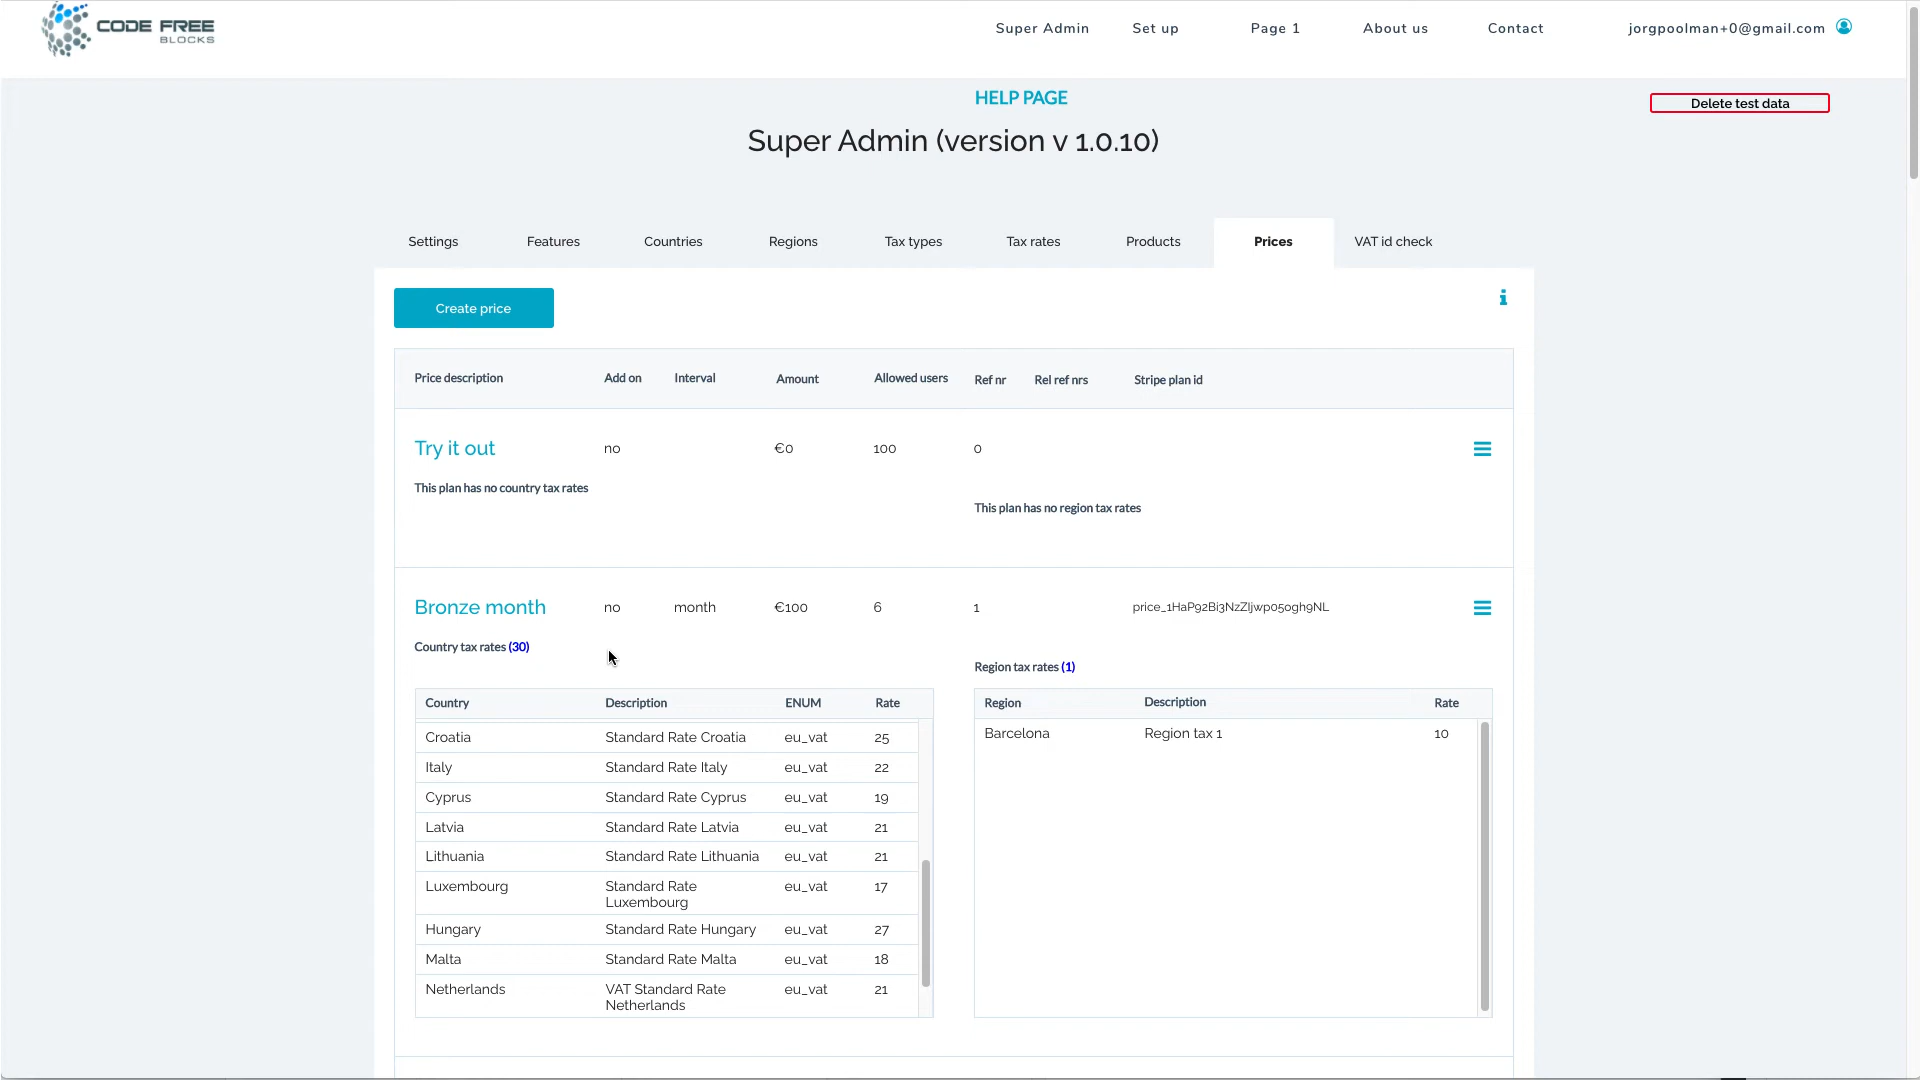 CODE FREE
BLOCKS
Super Admin Set up Page 1 About us Contact jorgpoolman+0@gmail.com
HELP PAGE
Delete test data
Super Admin (version v 1.0.10)
Settings Features Countries Regions Tax types Tax rates Products Prices VAT id check
Create price
Price description Add on Interval Amount Allowed users Ref nr Rel ref nrs Stripe plan id
Try it out no €0 100 0
This plan has no country tax rates
This plan has no region tax rates
Bronze month no month €100 6 1 price_1HaP92Bi3NzZIjwp05ogh9NL
Country tax rates (30)
Region tax rates (1)
Country Description ENUM Rate
Croatia Standard Rate Croatia eu_vat 25
Italy Standard Rate Italy eu_vat 22
Cyprus Standard Rate Cyprus eu_vat 19
Latvia Standard Rate Latvia eu_vat 21
Lithuania Standard Rate Lithuania eu_vat 21
Luxembourg Standard Rate eu_vat 17
Luxembourg
Hungary Standard Rate Hungary eu_vat 27
Malta Standard Rate Malta eu_vat 18
Netherlands VAT Standard Rate eu_vat 21
Netherlands
Region Description Rate
Barcelona Region tax 1 10